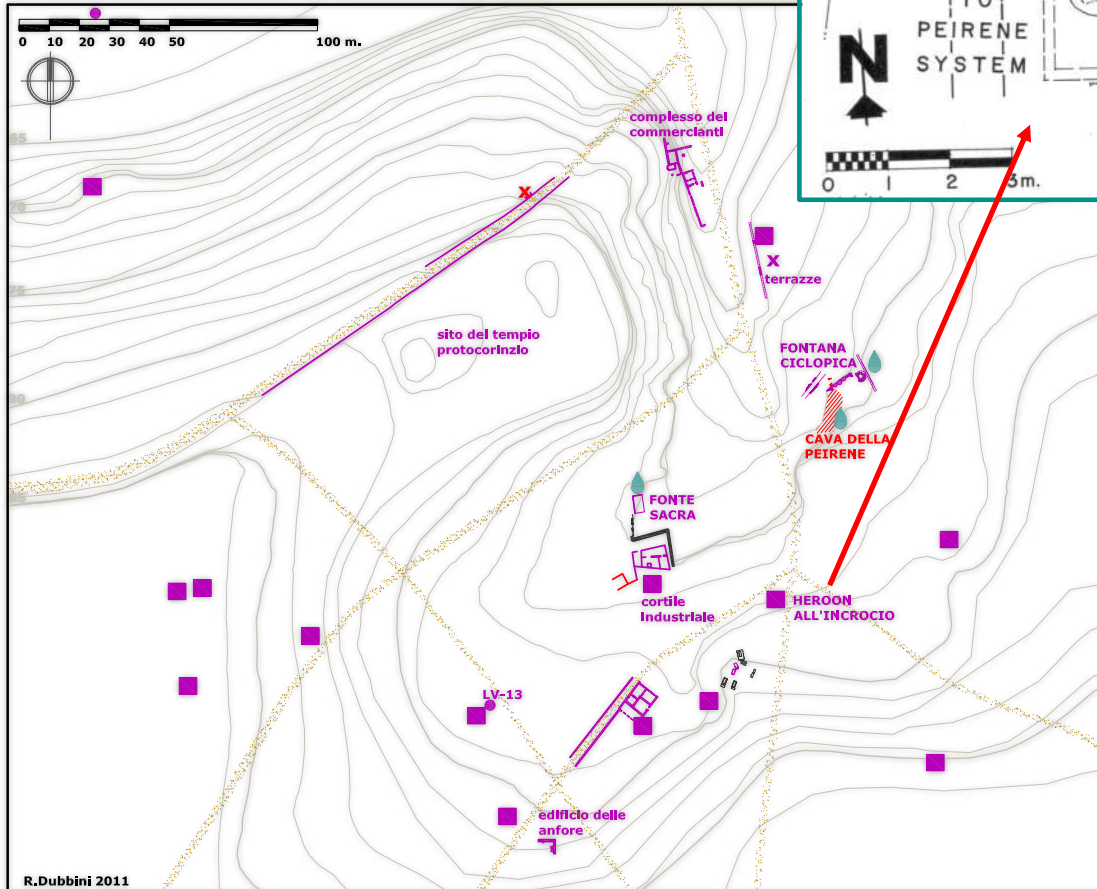 0 10 20 30 40 50 100 m.
TO
PEIRENE
SYSTEM
N
0 1 2 3m.
65
complesso dei
commercianti
70
x
x
terrazze
75
sito del tempio
protocorinzio
FONTANA
CICLOPICA
80
CAVA DELLA
PEIRENE
85
FONTE
SACRA
cortile
industriale
HEROON
ALL'INCROCIO
LV-13
edificio delle
anfore
R.Dubbini 2011